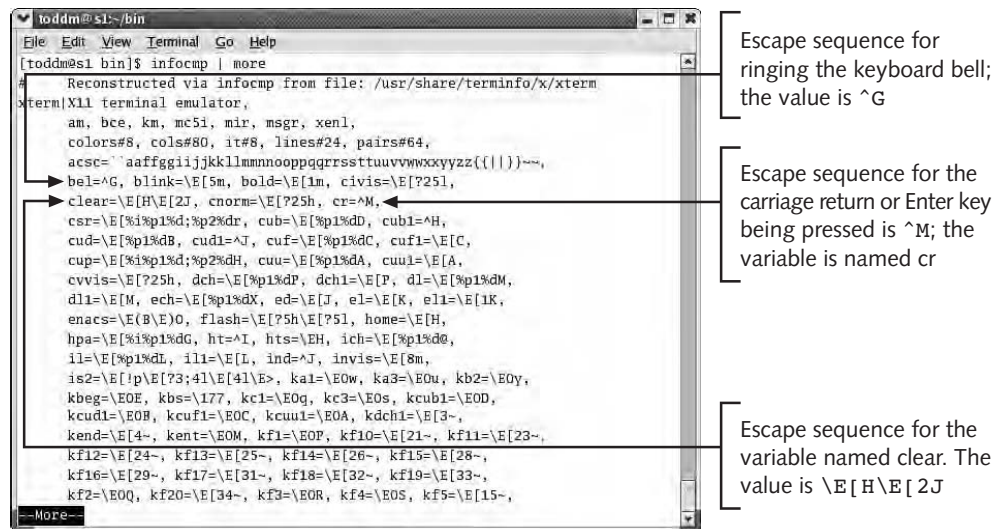 toddm@s1:~/bin
File Edit View Terminal Go Help
[toddm@s1 bin]$ infocmp | more
# Reconstructed via infocmp from file: /usr/share/terminfo/x/xterm
xterm|X11 terminal emulator,
am, bce, km, mc5i, mir, msgr, xenl,
colors#8, cols#80, it#8, lines#24, pairs#64,
acsc=``aaffggiijjkkllmmnnooppqqrrssttuuvvwwxxyyzz{{||}}~~,
bel=^G, blink=\E[5m, bold=\E[1m, civis=\E[?25l,
clear=\E[H\E[2J, cnorm=\E[?25h, cr=^M,
csr=\E[%i%p1%d;%p2%dr, cub=\E[%p1%dD, cub1=^H,
cud=\E[%p1%dB, cud1=^J, cuf=\E[%p1%dC, cuf1=\E[C,
cup=\E[%i%p1%d;%p2%dH, cuu=\E[%p1%dA, cuu1=\E[A,
cvvis=\E[?25h, dch=\E[%p1%dP, dch1=\E[P, dl=\E[%p1%dM,
dl1=\E[M, ech=\E[%p1%dX, ed=\E[J, el=\E[K, el1=\E[1K,
enacs=\E(B\E)0, flash=\E[?5h\E[?5l, home=\E[H,
hpa=\E[%i%p1%dG, ht=^I, hts=\EH, ich=\E[%p1%d@,
il=\E[%p1%dL, il1=\E[L, ind=^J, invis=\E[8m,
is2=\E[!p\E[?3;4l\E[4l\E>, ka1=\EOw, ka3=\EOu, kb2=\EOy,
kbeg=\EOE, kbs=\177, kc1=\EOq, kc3=\EOs, kcub1=\EOD,
kcud1=\EOB, kcuf1=\EOC, kcuu1=\EOA, kdch1=\E[3~,
kend=\E[4~, kent=\EOM, kf1=\EOP, kf10=\E[21~, kf11=\E[23~,
kf12=\E[24~, kf13=\E[25~, kf14=\E[26~, kf15=\E[28~,
kf16=\E[29~, kf17=\E[31~, kf18=\E[32~, kf19=\E[33~,
kf2=\EOQ, kf20=\E[34~, kf3=\EOR, kf4=\EOS, kf5=\E[15~,
--More--
Escape sequence for
ringing the keyboard bell;
the value is ^G
Escape sequence for the
carriage return or Enter key
being pressed is ^M; the
variable is named cr
Escape sequence for the
variable named clear. The
value is \E[H\E[2J